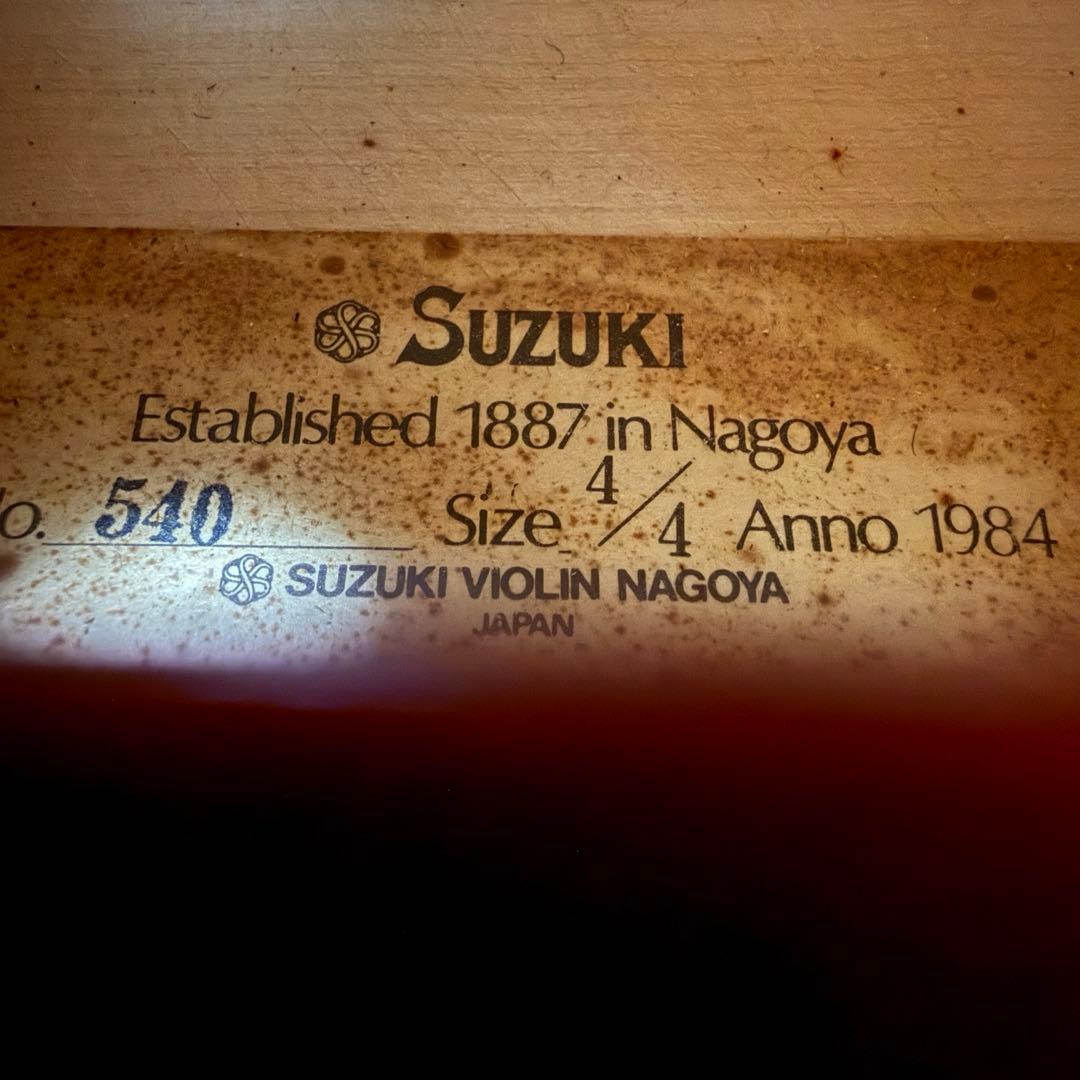 SUZUKI
Established 1887 in Nagoya
o. 540 Size 4/4 Anno 1984
SUZUKI VIOLIN NAGOYA
JAPAN